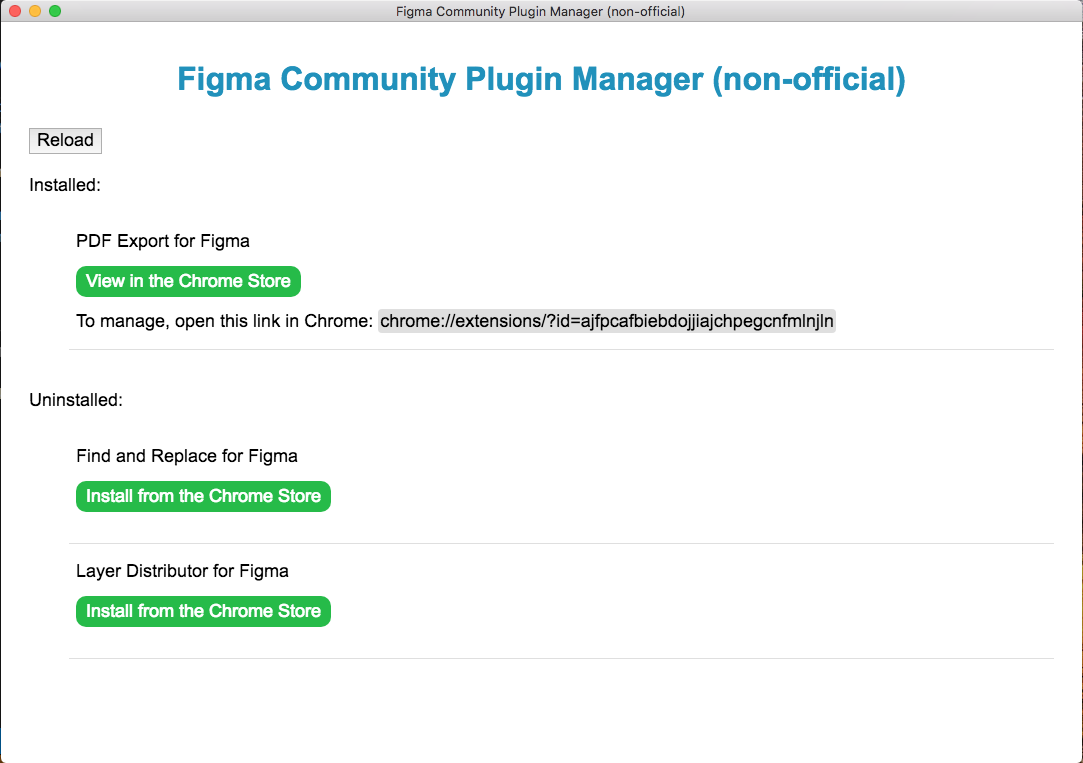 Figma Community Plugin Manager (non-official)
Figma Community Plugin Manager (non-official)
Reload
Installed:
PDF Export for Figma
View in the Chrome Store
To manage, open this link in Chrome: chrome://extensions/?id=ajfpcafbiebdojjiajchpegcnfmlnjln
Uninstalled:
Find and Replace for Figma
Install from the Chrome Store
Layer Distributor for Figma
Install from the Chrome Store